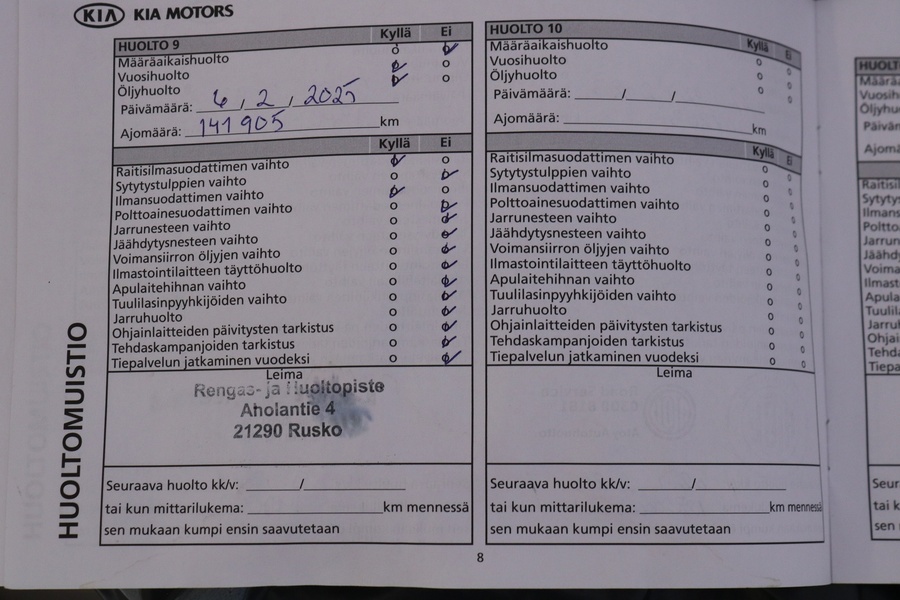 KIA KIA MOTORS
HUOLTOMUISTIO
HUOLTO 9 Kyllä Ei
Määräaikaishuolto
Vuosihuolto
Öljyhuolto
Päivämäärä: 6 / 2 / 2025
Ajomäärä: 141905 km
Kyllä Ei
Raitisilmasuodattimen vaihto
Sytytystulppien vaihto
Ilmansuodattimen vaihto
Polttoainesuodattimen vaihto
Jarrunesteen vaihto
Jäähdytysnesteen vaihto
Voimansiirron öljyjen vaihto
Ilmastointilaitteen täyttöhuolto
Apulaitehihnan vaihto
Tuulilasinpyyhkijöiden vaihto
Jarruhuolto
Ohjainlaitteiden päivitysten tarkistus
Tehdaskampanjoiden tarkistus
Tiepalvelun jatkaminen vuodeksi
Leima
Rengas- ja Huoltopiste
Aholantie 4
21290 Rusko
Seuraava huolto kk/v: /
tai kun mittarilukema: km mennessä
sen mukaan kumpi ensin saavutetaan
HUOLTO 10 Kyllä Ei
Määräaikaishuolto
Vuosihuolto
Öljyhuolto
Päivämäärä: / /
Ajomäärä: km
Kyllä Ei
Raitisilmasuodattimen vaihto
Sytytystulppien vaihto
Ilmansuodattimen vaihto
Polttoainesuodattimen vaihto
Jarrunesteen vaihto
Jäähdytysnesteen vaihto
Voimansiirron öljyjen vaihto
Ilmastointilaitteen täyttöhuolto
Apulaitehihnan vaihto
Tuulilasinpyyhkijöiden vaihto
Jarruhuolto
Ohjainlaitteiden päivitysten tarkistus
Tehdaskampanjoiden tarkistus
Tiepalvelun jatkaminen vuodeksi
Leima
Seuraava huolto kk/v: /
tai kun mittarilukema: km mennessä
sen mukaan kumpi ensin saavutetaan
8